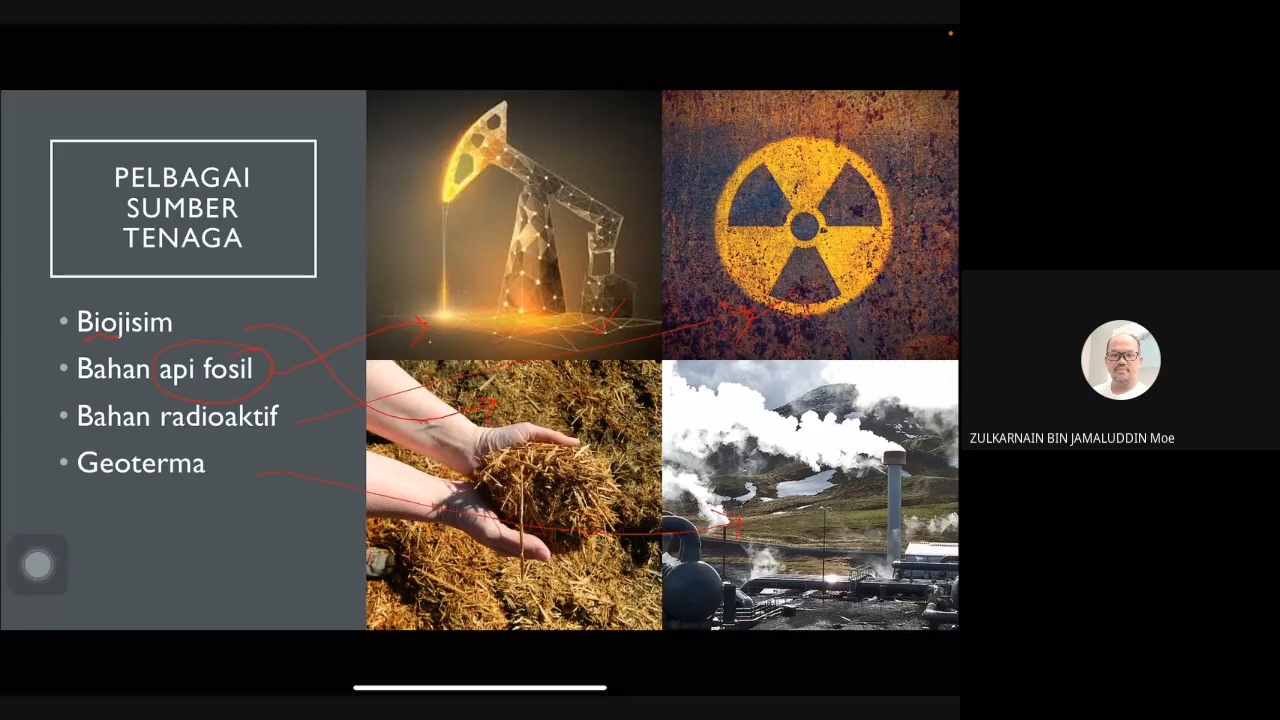 PELBAGAI
SUMBER
TENAGA
• Biojisim
• Bahan api fosil
• Bahan radioaktif
• Geoterma
ZULKARNAIN BIN JAMALUDDIN Moe